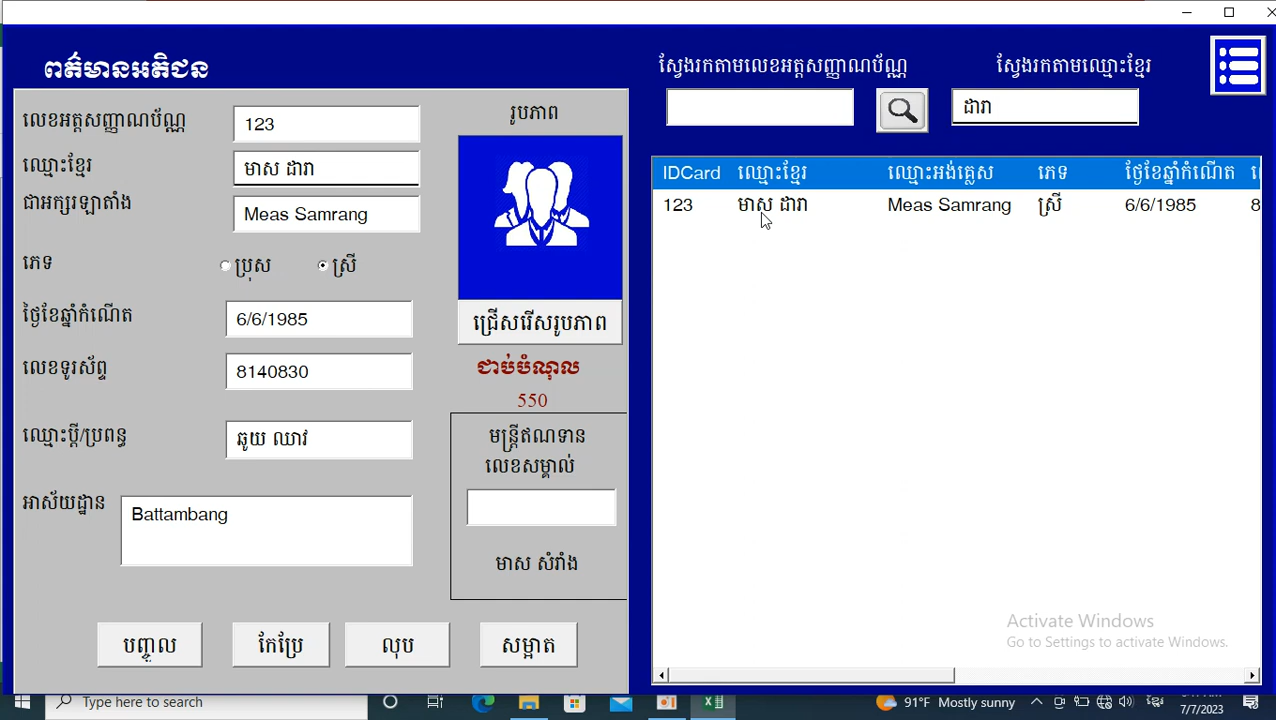 ពត៌មានអតិជន
លេខអត្តសញ្ញាណប័ណ្ណ
123
ឈ្មោះខ្មែរ
មាស ដារា
ជាអក្សរឡាតាំង
Meas Samrang
ភេទ
ប្រុស
ស្រី
ថ្ងៃខែឆ្នាំកំណើត
6/6/1985
លេខទូរស័ព្ទ
8140830
ឈ្មោះប្តី/ប្រពន្ធ
ឆូយ ឈាវ
អាស័យដ្ឋាន
Battambang
រូបភាព
ជ្រើសរើសរូបភាព
ជាប់បំណុល
550
មន្ត្រីឥណទាន
លេខសម្គាល់
មាស សំរាំង
បញ្ចូល
កែប្រែ
លុប
សម្អាត
ស្វែងរកតាមលេខអត្តសញ្ញាណប័ណ្ណ
ស្វែងរកតាមឈ្មោះខ្មែរ
ដារា
IDCard ឈ្មោះខ្មែរ ឈ្មោះអង់គ្លេស ភេទ ថ្ងៃខែឆ្នាំកំណើត
123 មាស ដារា Meas Samrang ស្រី 6/6/1985 8
Activate Windows
Go to Settings to activate Windows.
Type here to search
91°F Mostly sunny
7/7/2023